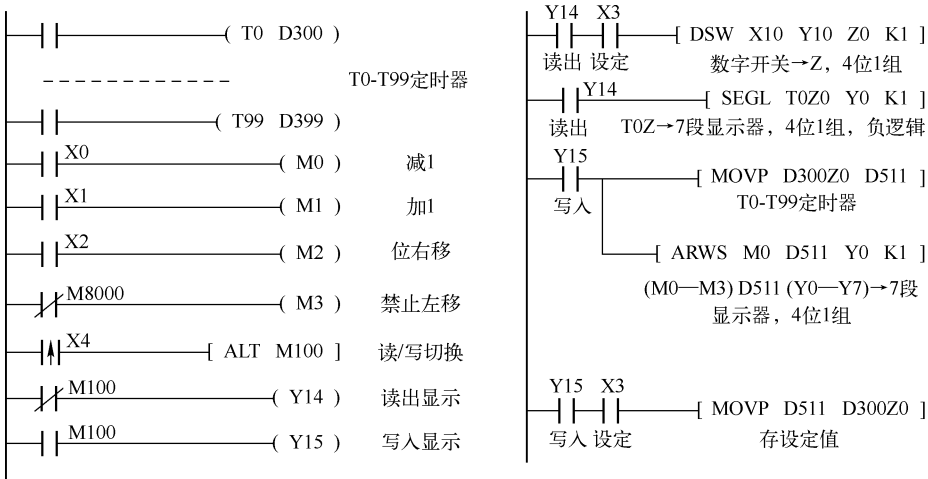 ( T0 D300 )
T0-T99定时器
( T99 D399 )
X0 ( M0 ) 减1
X1 ( M1 ) 加1
X2 ( M2 ) 位右移
M8000 ( M3 ) 禁止左移
X4 [ ALT M100 ] 读/写切换
M100 ( Y14 ) 读出显示
M100 ( Y15 ) 写入显示
Y14 X3 [ DSW X10 Y10 Z0 K1 ]
读出 设定 数字开关→Z，4位1组
Y14 [ SEGL T0Z0 Y0 K1 ]
读出 T0Z→7段显示器，4位1组，负逻辑
Y15 [ MOVP D300Z0 D511 ]
写入 T0-T99定时器
[ ARWS M0 D511 Y0 K1 ]
(M0—M3) D511 (Y0—Y7)→7段
显示器，4位1组
Y15 X3 [ MOVP D511 D300Z0 ]
写入 设定 存设定值